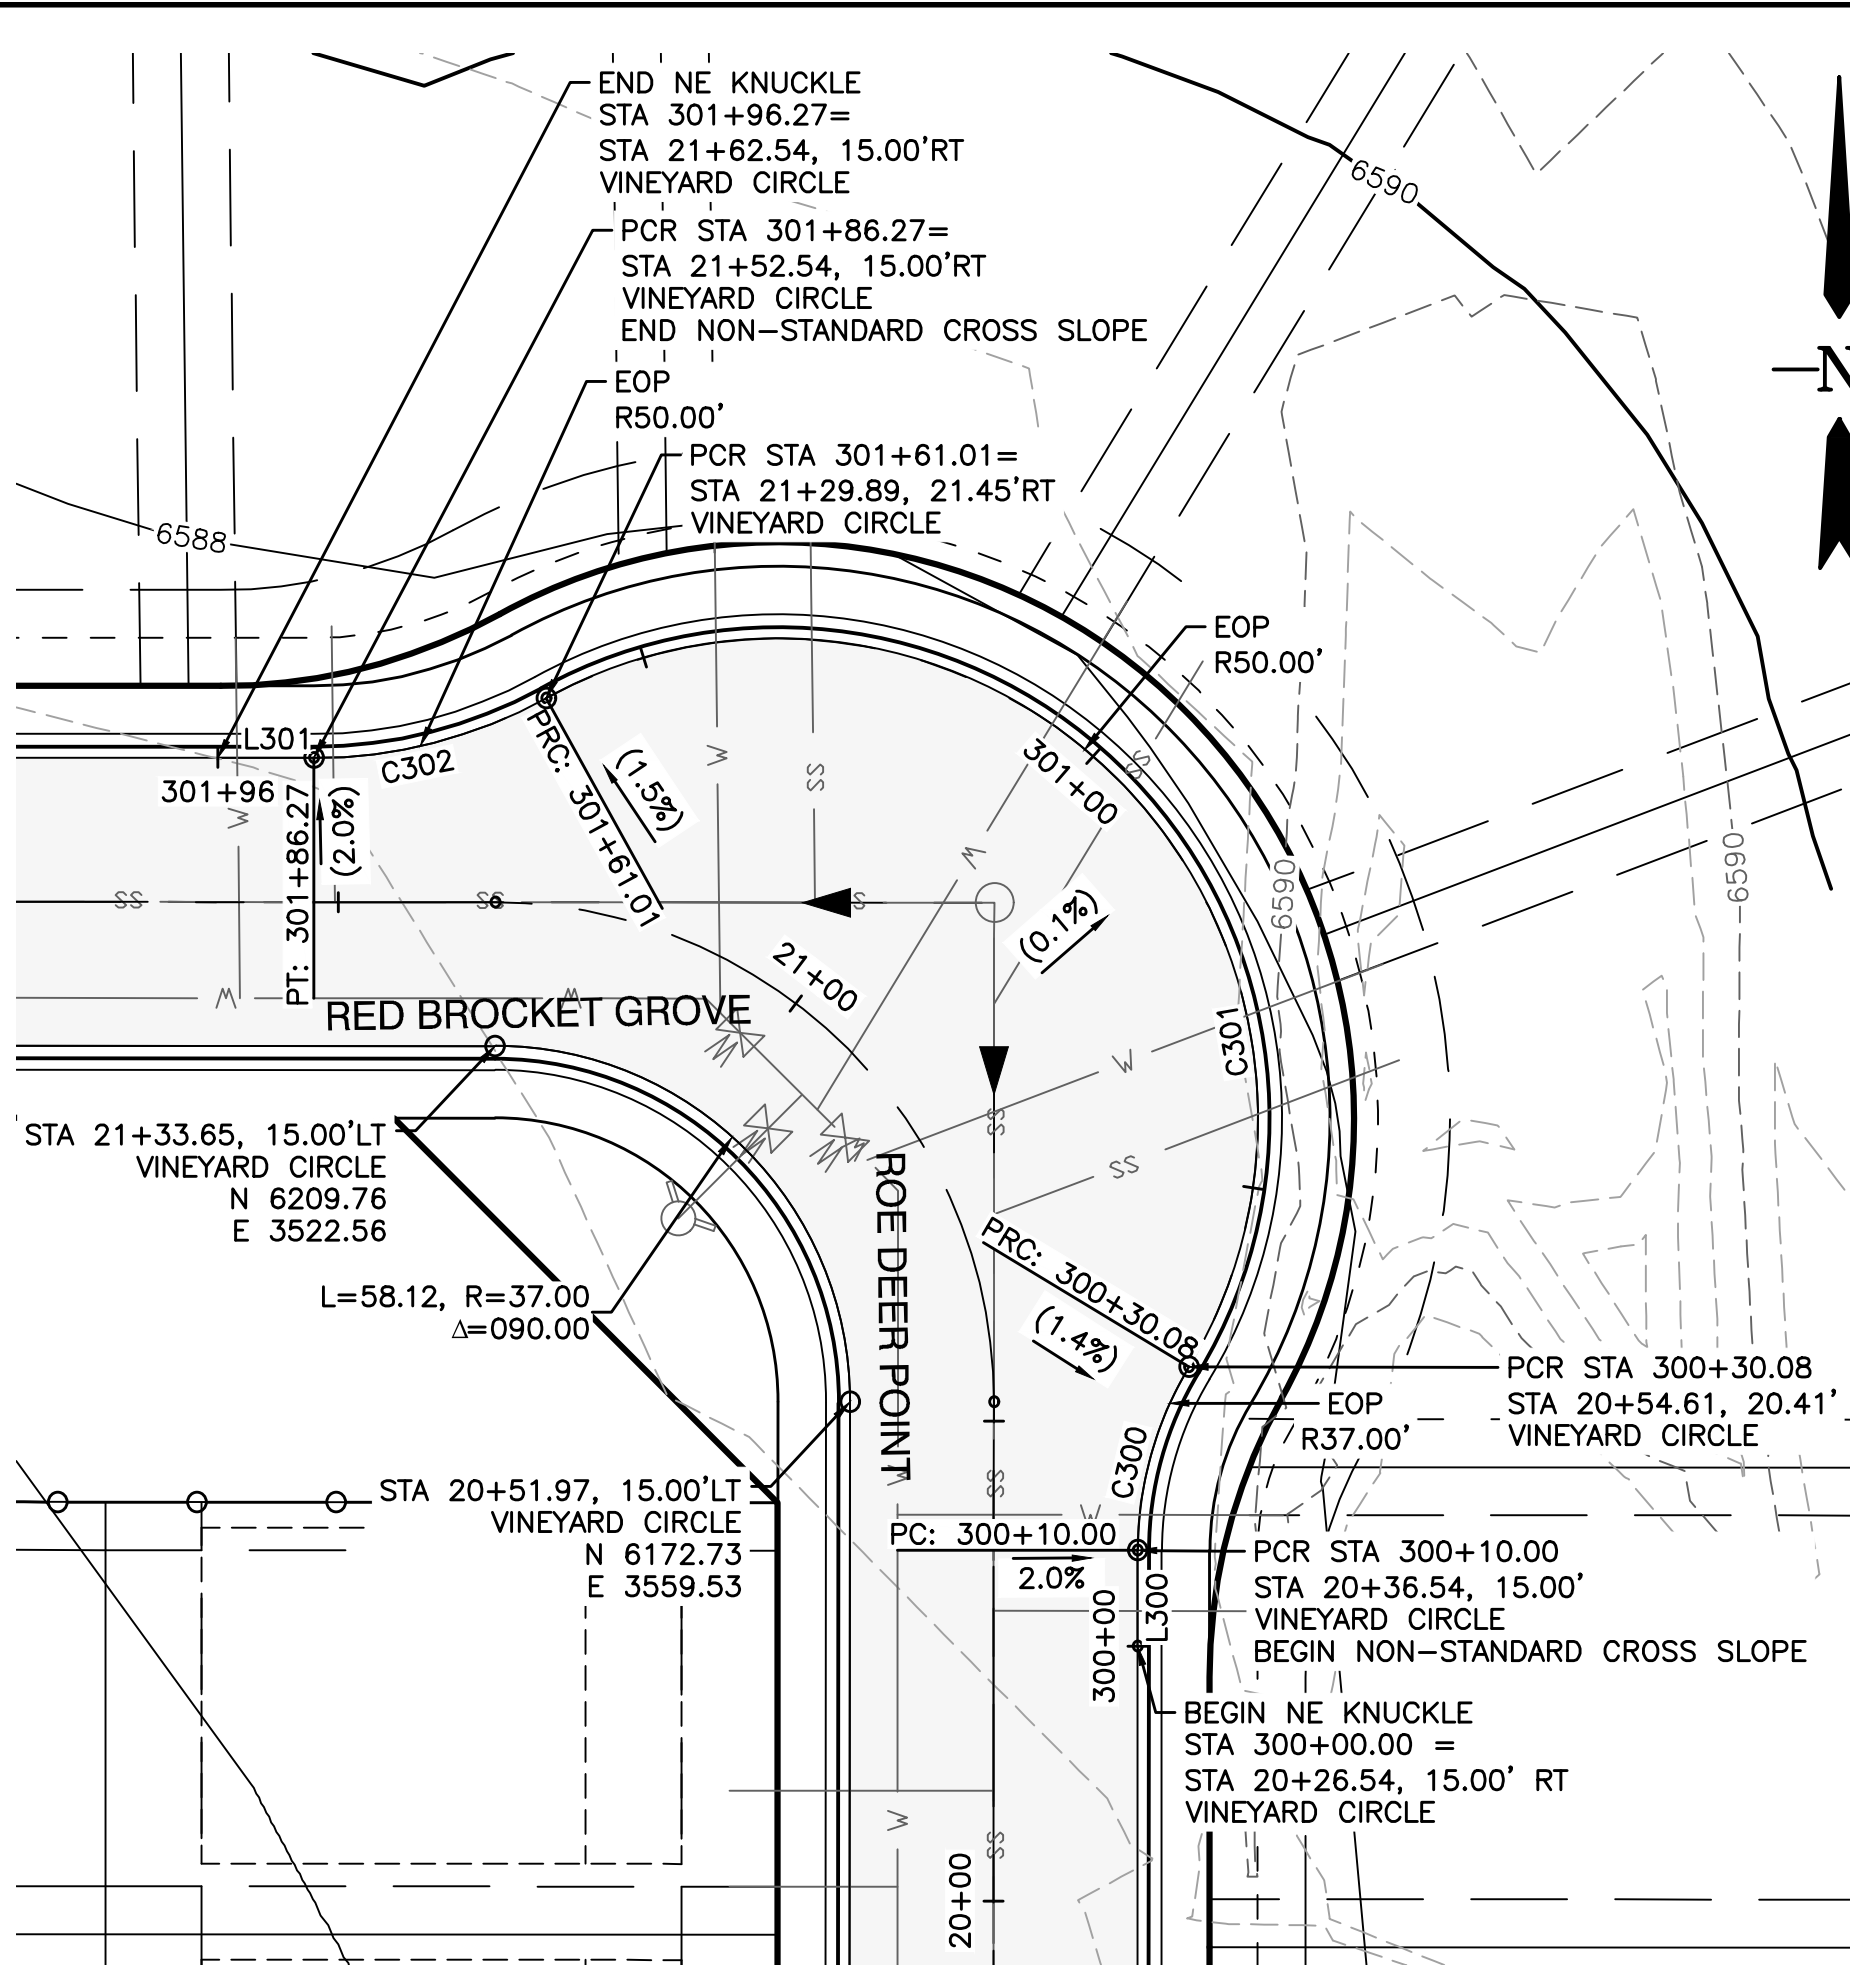 END NE KNUCKLE
STA 301+96.27=
STA 21+62.54, 15.00'RT
VINEYARD CIRCLE
PCR STA 301+86.27=
STA 21+52.54, 15.00'RT
VINEYARD CIRCLE
END NON-STANDARD CROSS SLOPE
EOP
R50.00'
PCR STA 301+61.01=
STA 21+29.89, 21.45'RT
VINEYARD CIRCLE
6590
N
6588
EOP
R50.00'
L301
C302
301+96
PT: 301+86.27
(2.0%)
PRC: 301+61.01
(1.5%)
W
SS
W
301+00
SS
W
SS
SS
S
(0.1%)
6590
6590
21+00
W
W
RED BROCKET GROVE
C301
W
SS
SS
STA 21+33.65, 15.00'LT
VINEYARD CIRCLE
N 6209.76
E 3522.56
ROE DEER POINT
L=58.12, R=37.00
Δ=090.00
PRC: 300+30.08
(1.4%)
PCR STA 300+30.08
STA 20+54.61, 20.41'
VINEYARD CIRCLE
EOP
R37.00'
C300
STA 20+51.97, 15.00'LT
VINEYARD CIRCLE
N 6172.73
E 3559.53
W
SS
W
PC: 300+10.00
2.0%
PCR STA 300+10.00
STA 20+36.54, 15.00'
VINEYARD CIRCLE
BEGIN NON-STANDARD CROSS SLOPE
300+00
L300
BEGIN NE KNUCKLE
STA 300+00.00 =
STA 20+26.54, 15.00' RT
VINEYARD CIRCLE
W
SS
20+00